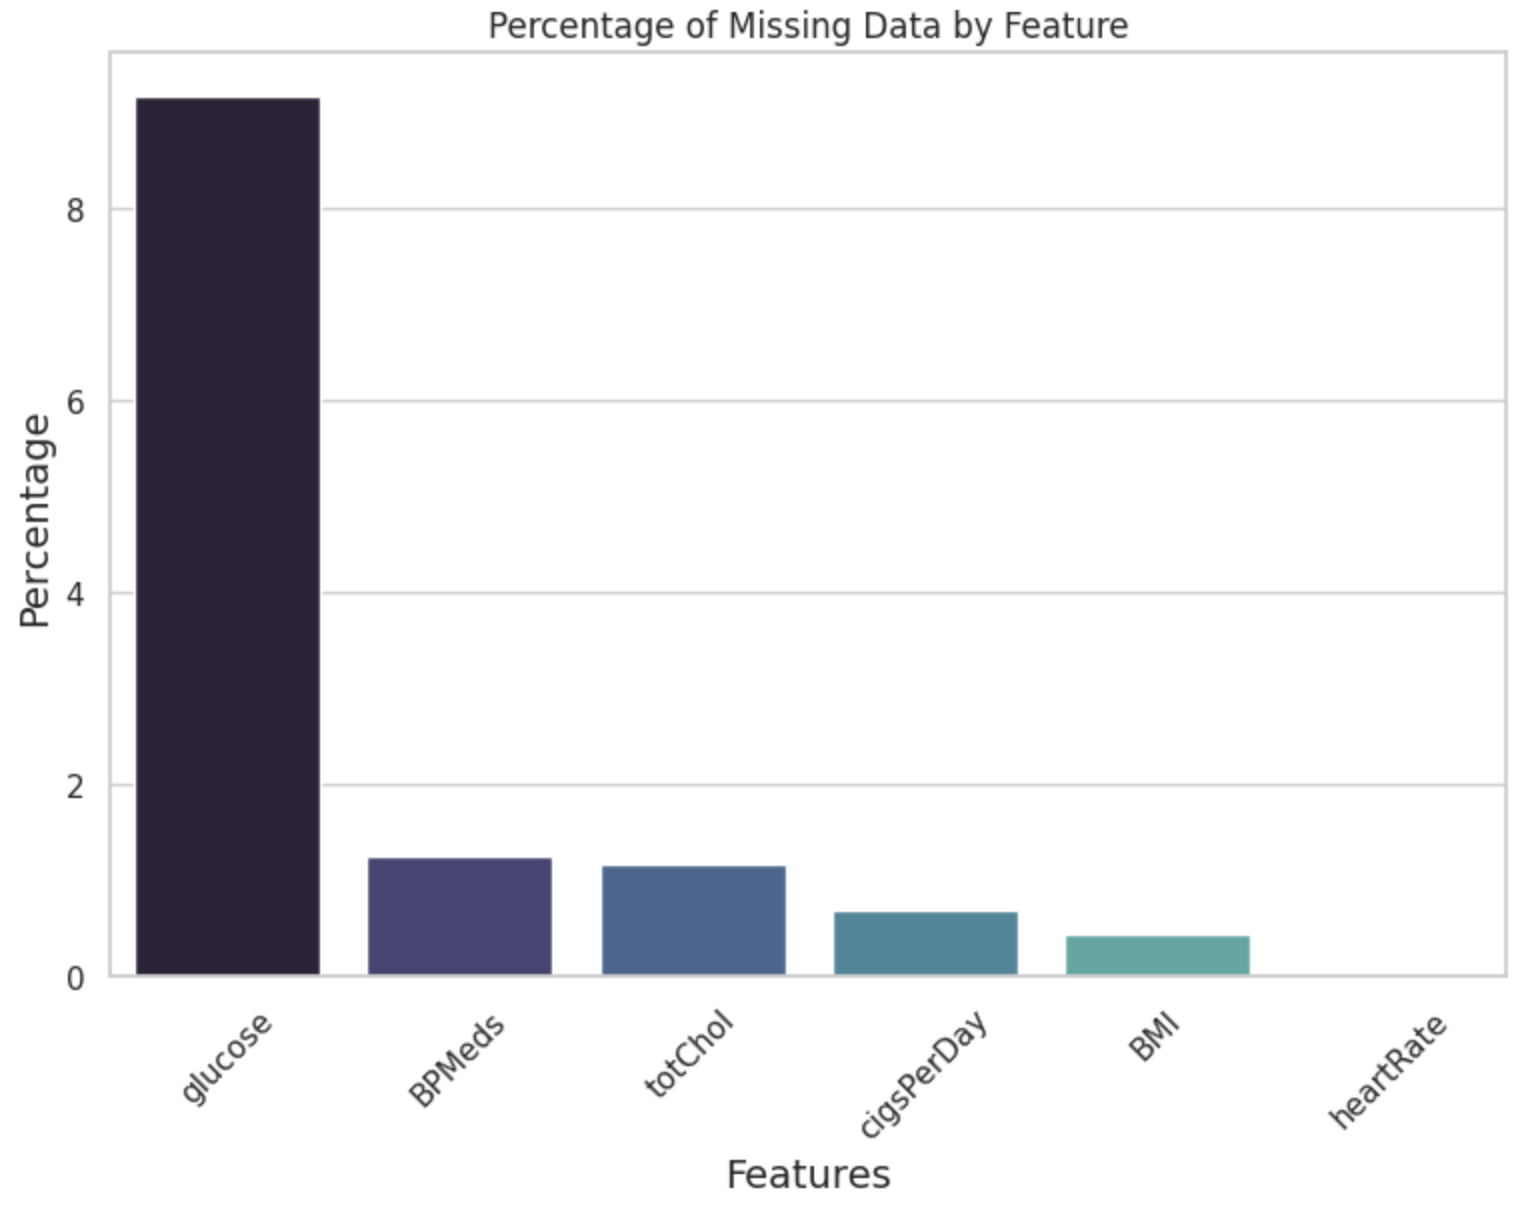 Percentage of Missing Data by Feature
Percentage
8
6
4
2
0
glucose
BPMeds
totChol
cigsPerDay
BMI
heartRate
Features